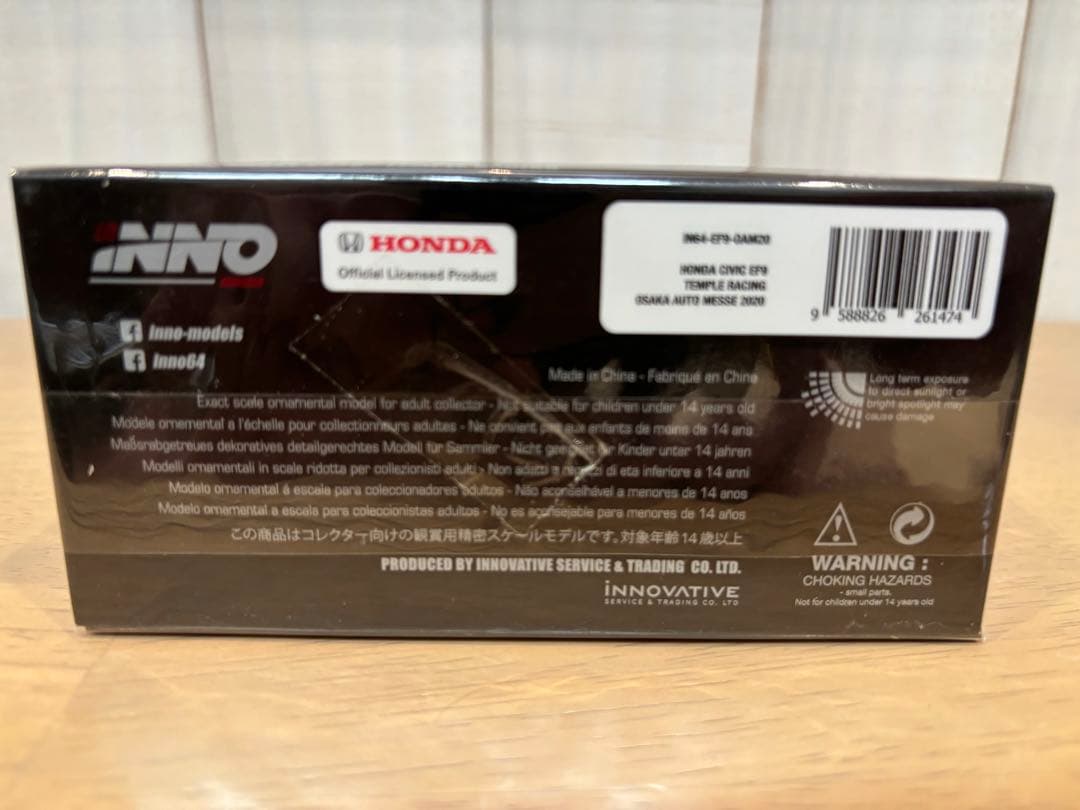 INNO
HONDA
Official Licensed Product
IN64-EF9-OAM20
HONDA CIVIC EF9
TEMPLE RACING
OSAKA AUTO MESSE 2020
9 588826 261474
Inno-models
Inno64
Made in China - Fabriqué en Chine
Long term exposure
to direct sunlight or
bright spotlight may
cause damage
Exact scale ornamental model for adult collector - Not suitable for children under 14 years old
Modele ornamental a l'échelle pour collectionneurs adultes - Ne convient pas aux enfants de moins de 14 ans
Maßerabgetreues dekoratives detailgerechtes Modell für Sammler - Nicht geeignet für Kinder unter 14 jahren
Modelli ornamentali in scale ridotta per collezionisti adulti - Non adatti a ragazzi di eta inferiore a 14 anni
Modelo ornamental á escala para coleccionadores adultos - Não aconselhável a menores de 14 anos
Modelo ornamental a escala para coleccionistas adultos - No es aconsejable para menores de 14 años
この商品はコレクター向けの観賞用精密スケールモデルです。対象年齢14歳以上
PRODUCED BY INNOVATIVE SERVICE & TRADING CO. LTD.
INNOVATIVE
SERVICE & TRADING CO. LTD
WARNING :
CHOKING HAZARDS
- small parts.
Not for children under 14 years old